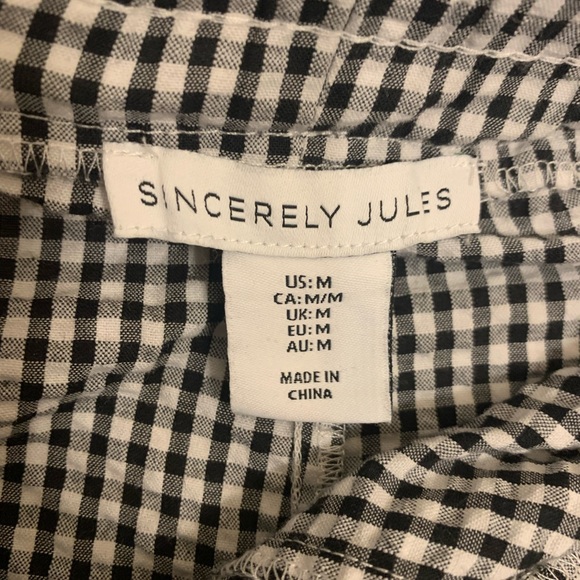 SINCERELY JULES
US: M
CA: M/M
UK: M
EU: M
AU: M
MADE IN
CHINA